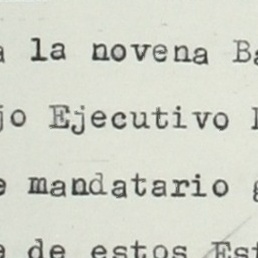 a la novena Ba
jo Ejecutivo
e mandatario g
e de estos Est